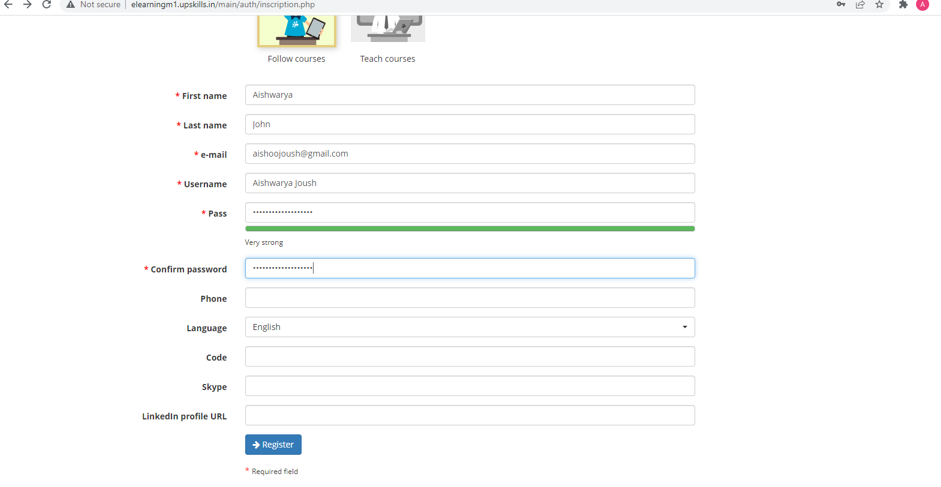 Not secure elearningm1.upskills.in/main/auth/inscription.php A
Follow courses Teach courses
* First name Aishwarya
* Last name John
* e-mail aishoojoush@gmail.com
* Username Aishwarya Joush
* Pass ••••••••••••••••••
Very strong
* Confirm password ••••••••••••••••••
Phone
Language English
Code
Skype
LinkedIn profile URL
Register
* Required field